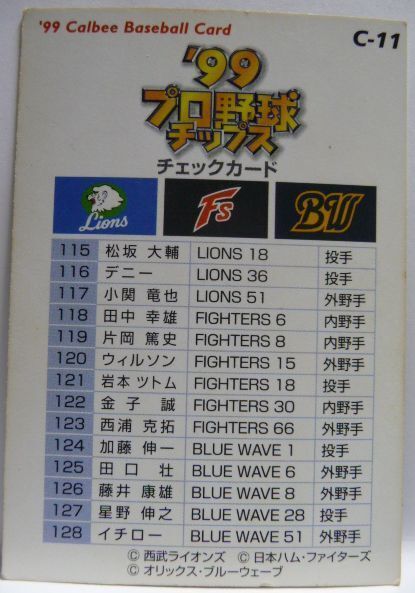 '99 Calbee Baseball Card
C-11
'99
プロ野球
チップス
チェックカード
Lions Fs BW
115 松坂 大輔 LIONS 18 投手
116 デニー LIONS 36 投手
117 小関 竜也 LIONS 51 外野手
118 田中 幸雄 FIGHTERS 6 内野手
119 片岡 篤史 FIGHTERS 8 内野手
120 ウィルソン FIGHTERS 15 外野手
121 岩本 ツトム FIGHTERS 18 投手
122 金子 誠 FIGHTERS 30 内野手
123 西浦 克拓 FIGHTERS 66 外野手
124 加藤 伸一 BLUE WAVE 1 投手
125 田口 壮 BLUE WAVE 6 外野手
126 藤井 康雄 BLUE WAVE 8 外野手
127 星野 伸之 BLUE WAVE 28 投手
128 イチロー BLUE WAVE 51 外野手
© 西武ライオンズ © 日本ハム・ファイターズ
© オリックス・ブルーウェーブ